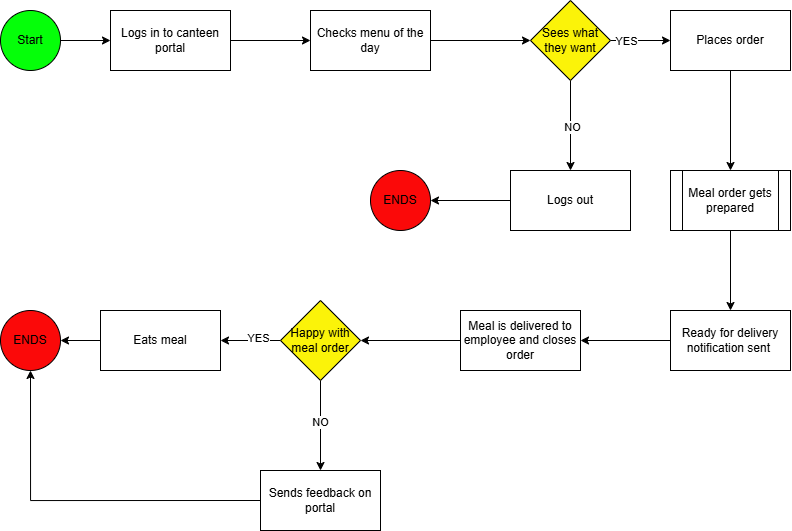 Start
Logs in to canteen
portal
Checks menu of the
day
Sees what
they want
YES
Places order
NO
ENDS
Logs out
Meal order gets
prepared
ENDS
Eats meal
YES
Happy with
meal order
Meal is delivered to
employee and closes
order
Ready for delivery
notification sent
NO
Sends feedback on
portal